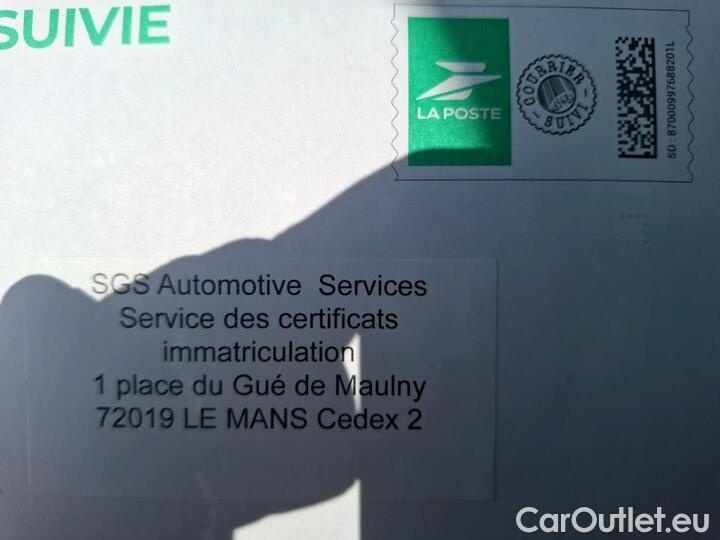 SUIVIE
LA POSTE
COURRIER
SUIVI
SD : 87000997688201L
SGS Automotive Services
Service des certificats
immatriculation
1 place du Gué de Maulny
72019 LE MANS Cedex 2
CarOutlet.eu